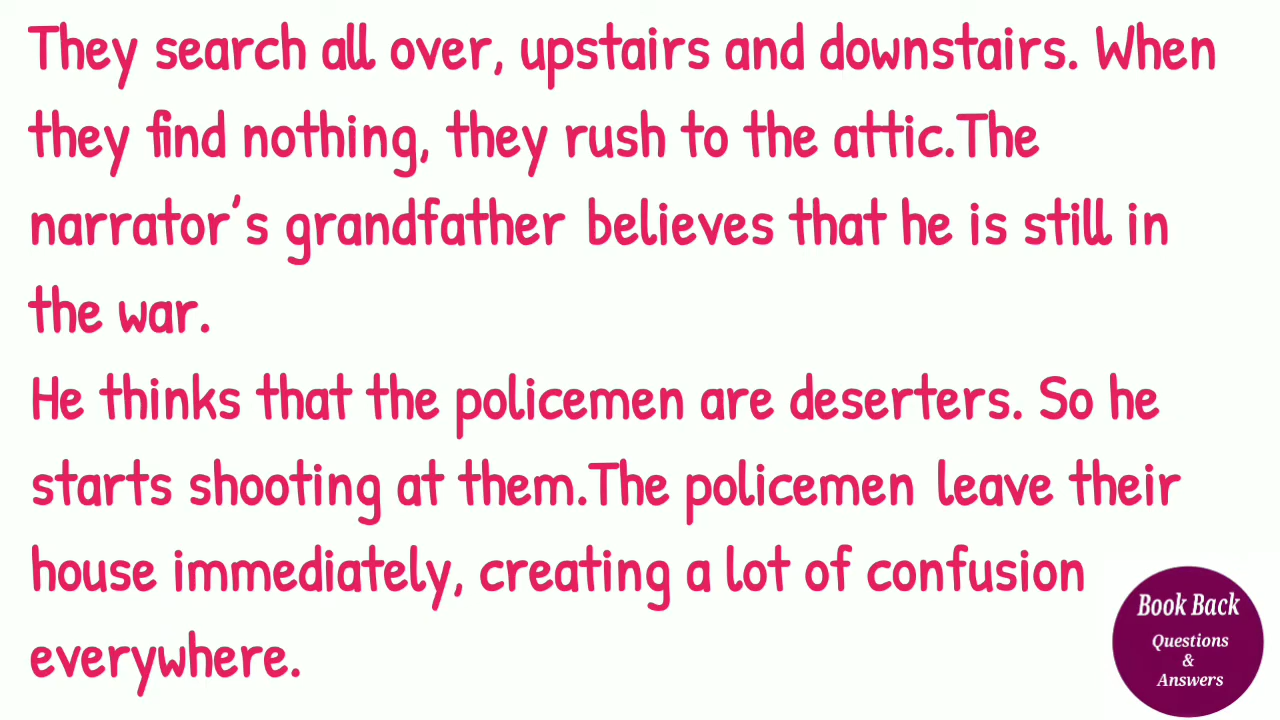 They search all over, upstairs and downstairs. When
they find nothing, they rush to the attic.The
narrator's grandfather believes that he is still in
the war.
He thinks that the policemen are deserters. So he
starts shooting at them.The policemen leave their
house immediately, creating a lot of confusion
everywhere.
Book Back
Questions
&
Answers